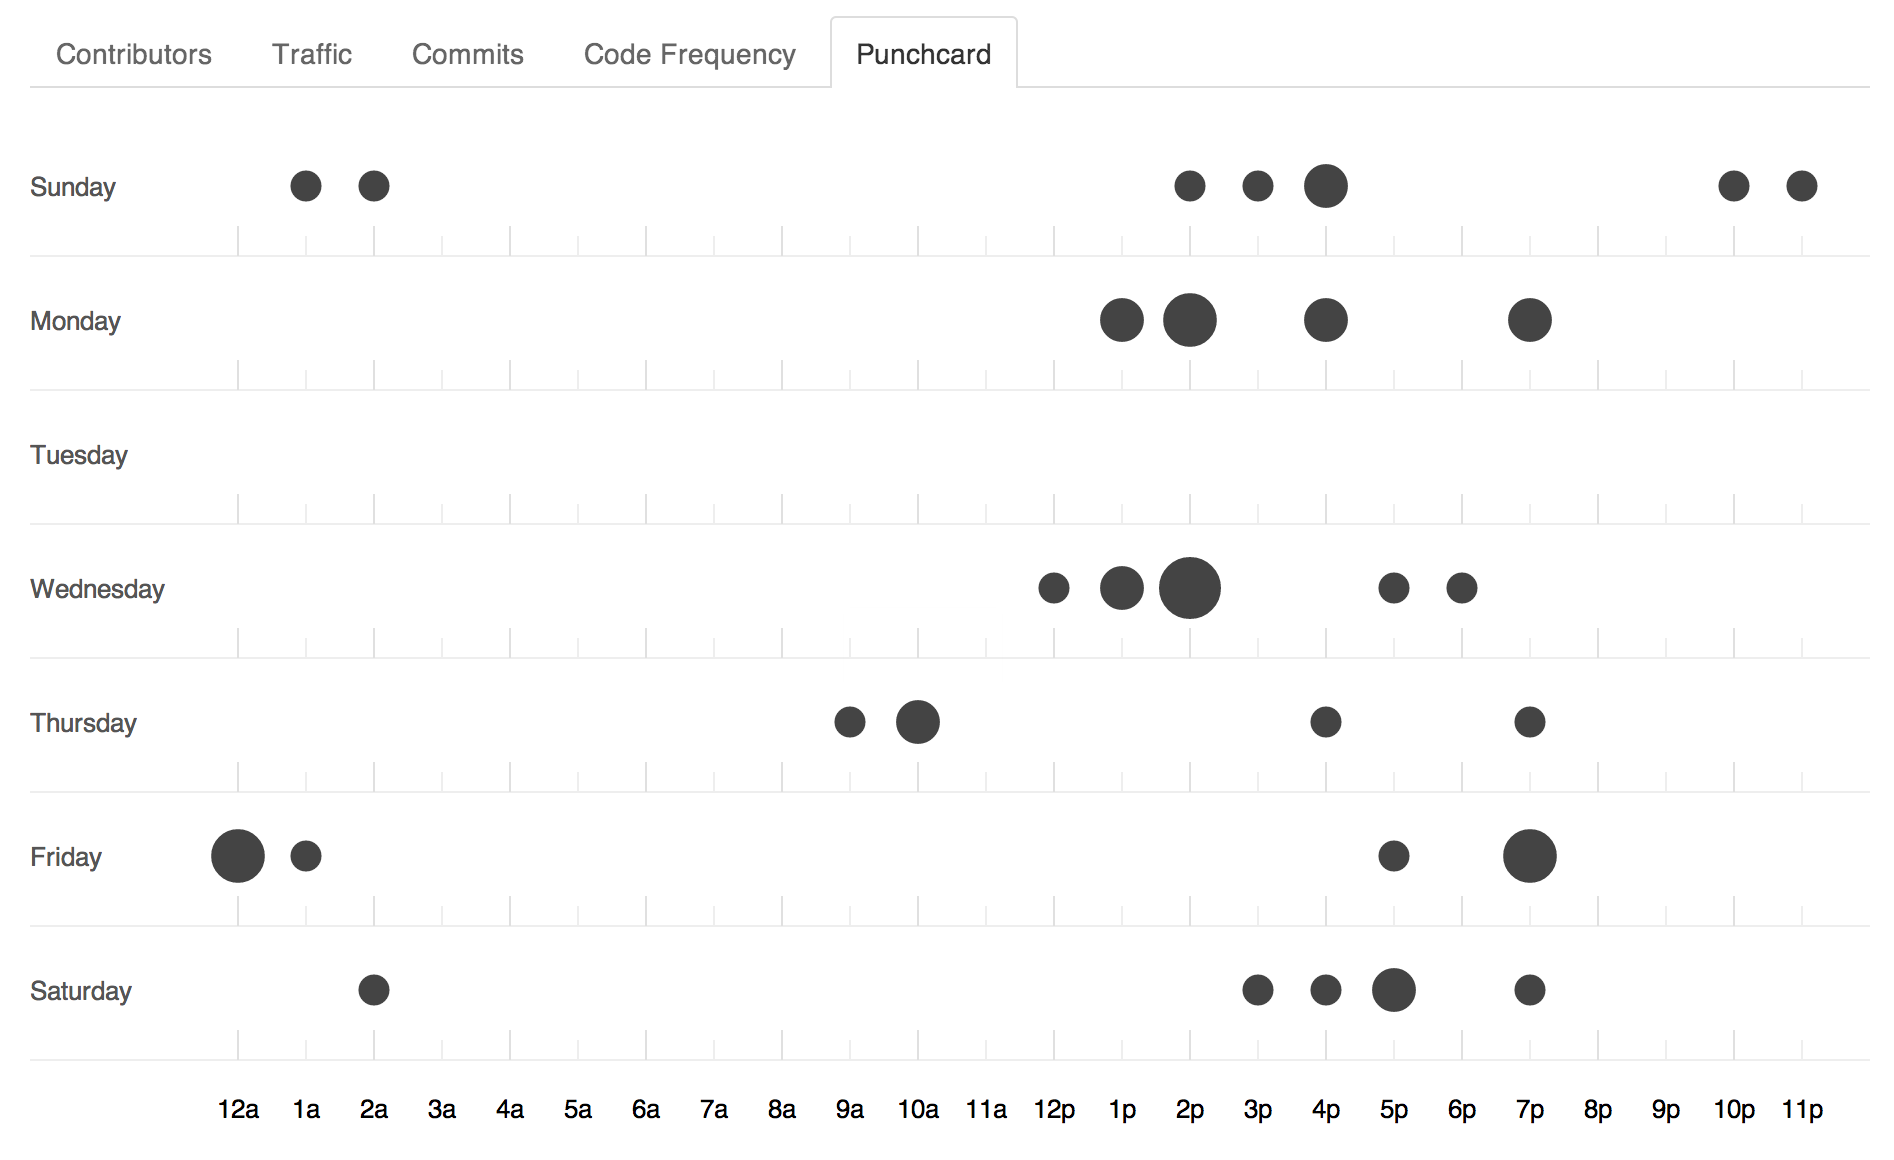 Contributors Traffic Commits Code Frequency Punchcard
Sunday
Monday
Tuesday
Wednesday
Thursday
Friday
Saturday
12a 1a 2a 3a 4a 5a 6a 7a 8a 9a 10a 11a 12p 1p 2p 3p 4p 5p 6p 7p 8p 9p 10p 11p